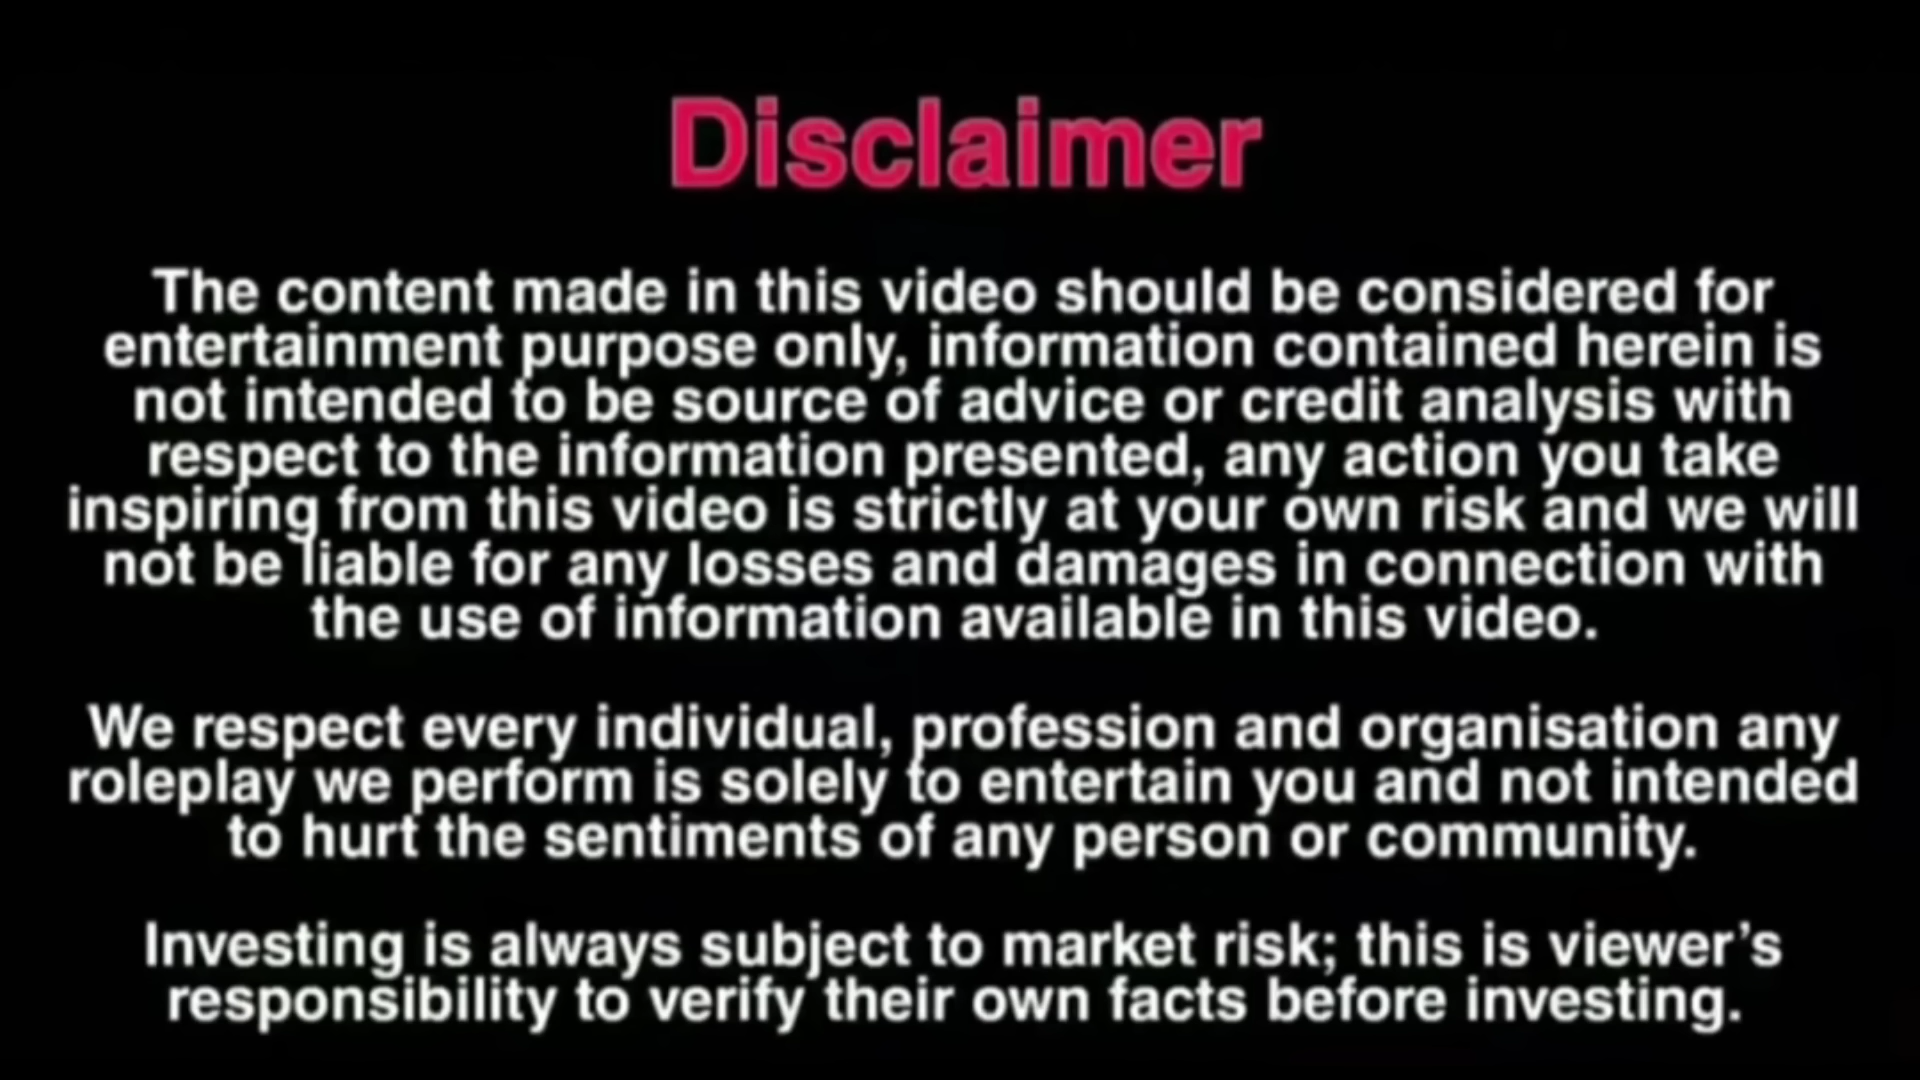 Disclaimer
The content made in this video should be considered for
entertainment purpose only, information contained herein is
not intended to be source of advice or credit analysis with
respect to the information presented, any action you take
inspiring from this video is strictly at your own risk and we will
not be liable for any losses and damages in connection with
the use of information available in this video.
We respect every individual, profession and organisation any
roleplay we perform is solely to entertain you and not intended
to hurt the sentiments of any person or community.
Investing is always subject to market risk; this is viewer’s
responsibility to verify their own facts before investing.